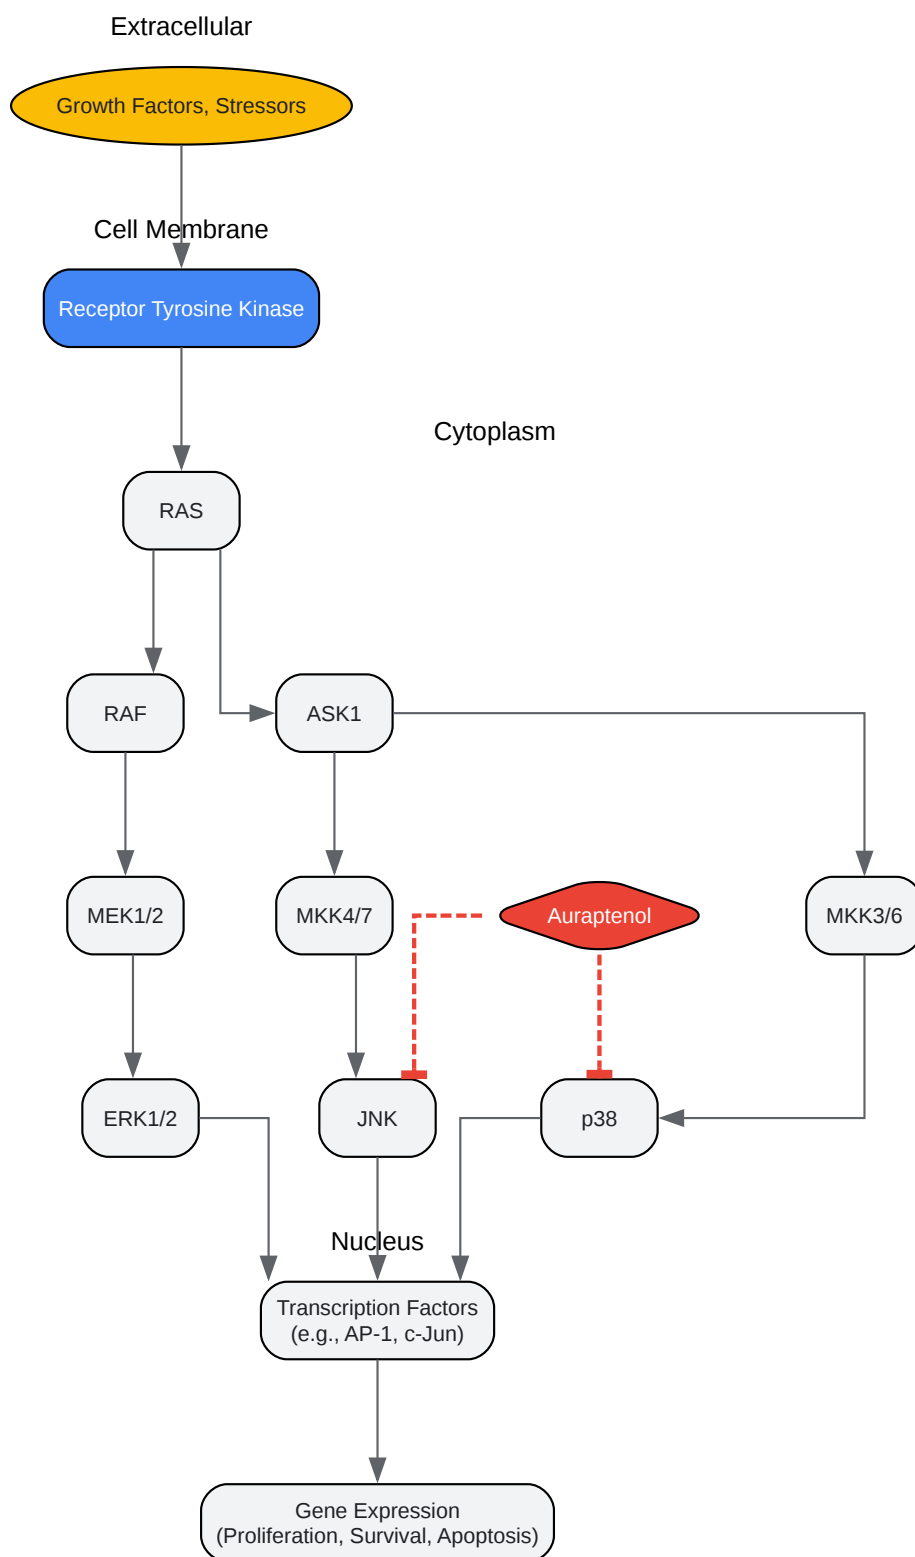 Extracellular
Growth Factors, Stressors
Cell Membrane
Receptor Tyrosine Kinase
Cytoplasm
RAS
RAF
ASK1
MEK1/2
MKK4/7
Auraptenol
MKK3/6
ERK1/2
JNK
p38
Nucleus
Transcription Factors
(e.g., AP-1, c-Jun)
Gene Expression
(Proliferation, Survival, Apoptosis)